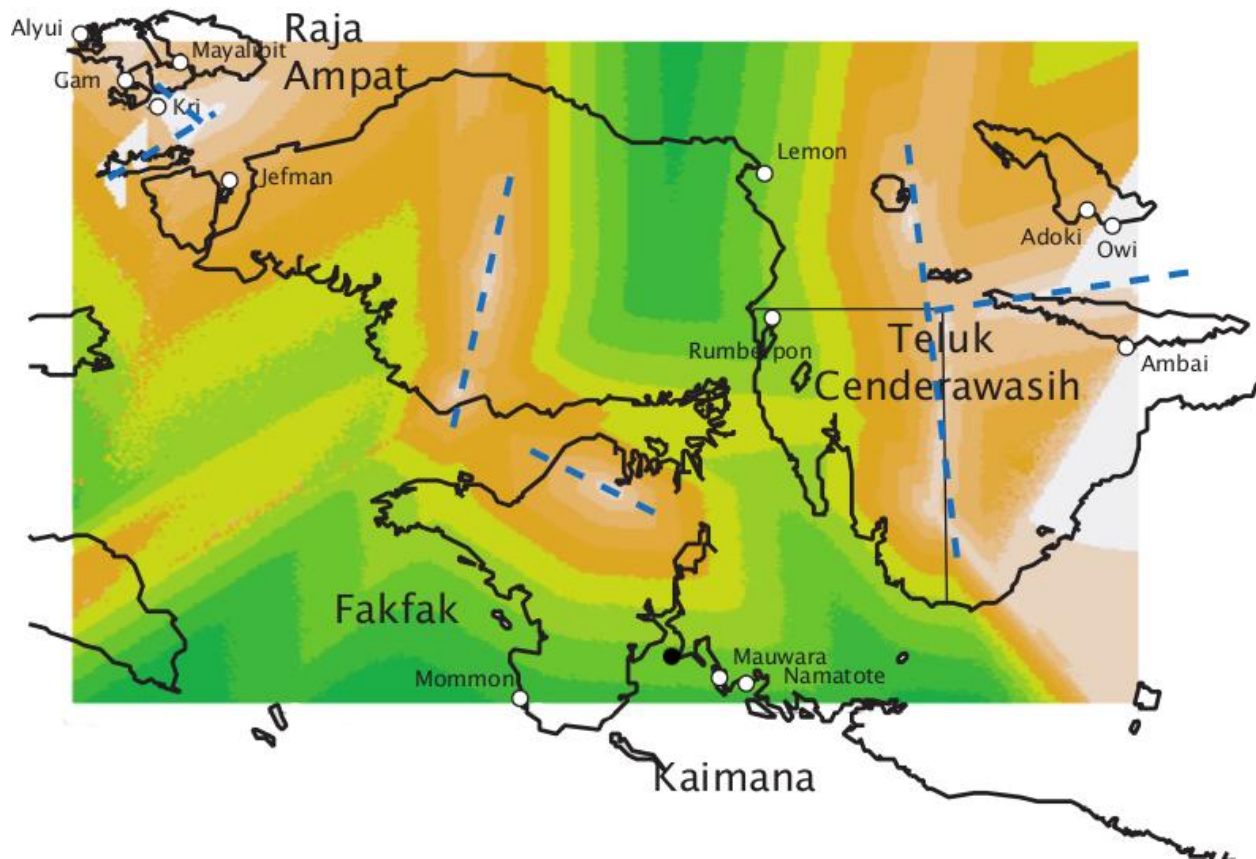 Alyui
Raja
Ampat
Mayalibit
Gam
Kri
Lemon
Jefman
Adoki
Owi
Rumberpon
Teluk
Cenderawasih
Ambai
Fakfak
Mauwara
Mommon
Namatote
Kaimana